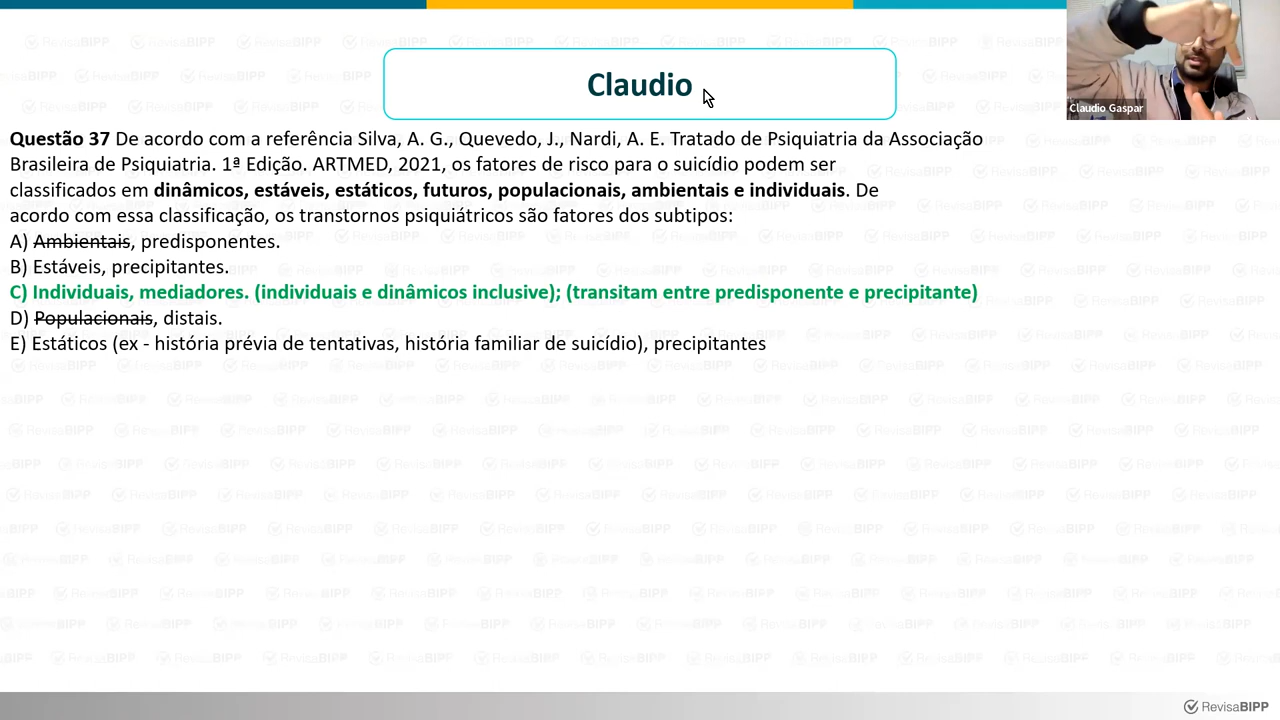 Claudio
Claudio Gaspar
Questão 37 De acordo com a referência Silva, A. G., Quevedo, J., Nardi, A. E. Tratado de Psiquiatria da Associação
Brasileira de Psiquiatria. 1ª Edição. ARTMED, 2021, os fatores de risco para o suicídio podem ser
classificados em dinâmicos, estáveis, estáticos, futuros, populacionais, ambientais e individuais. De
acordo com essa classificação, os transtornos psiquiátricos são fatores dos subtipos:
A) Ambientais, predisponentes.
B) Estáveis, precipitantes.
C) Individuais, mediadores. (individuais e dinâmicos inclusive); (transitam entre predisponente e precipitante)
D) Populacionais, distais.
E) Estáticos (ex - história prévia de tentativas, história familiar de suicídio), precipitantes
RevisaBIPP